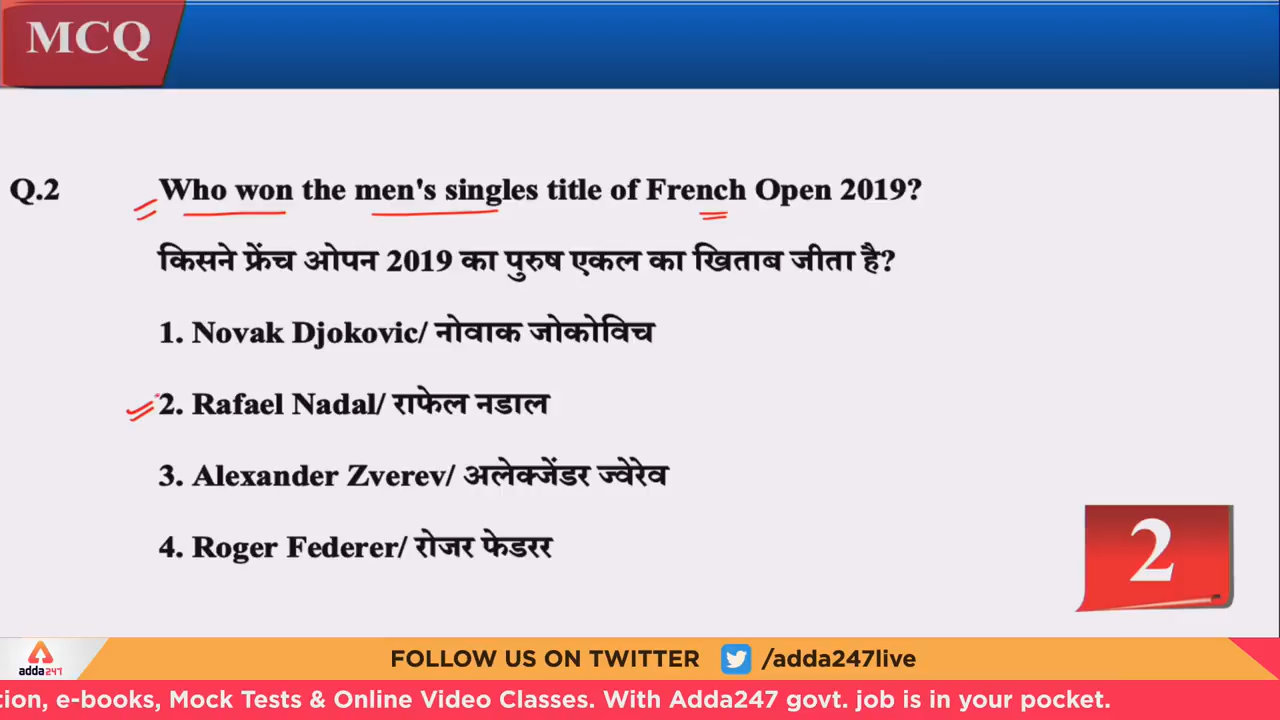 MCQ
Q.2 Who won the men's singles title of French Open 2019?
किसने फ्रेंच ओपन 2019 का पुरुष एकल का खिताब जीता है?
1. Novak Djokovic/ नोवाक जोकोविच
2. Rafael Nadal/ राफेल नडाल
3. Alexander Zverev/ अलेक्जेंडर ज्वेरेव
4. Roger Federer/ रोजर फेडरर
2
adda247
FOLLOW US ON TWITTER /adda247live
tion, e-books, Mock Tests & Online Video Classes. With Adda247 govt. job is in your pocket.